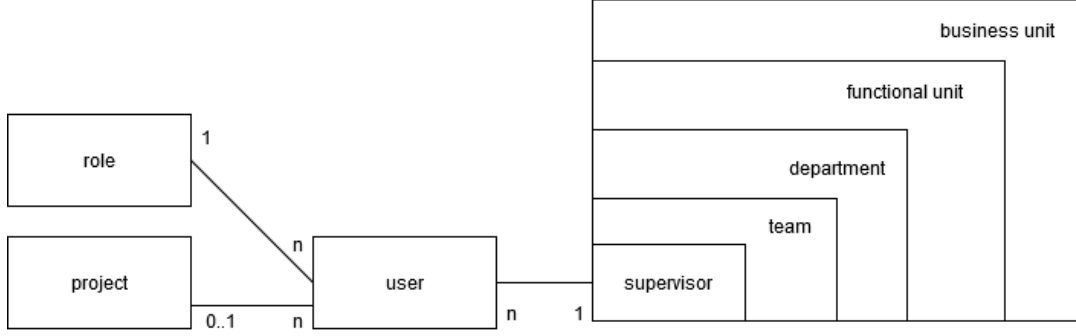 business unit
functional unit
department
team
supervisor
role
1
n
project
0..1
n
user
n
1